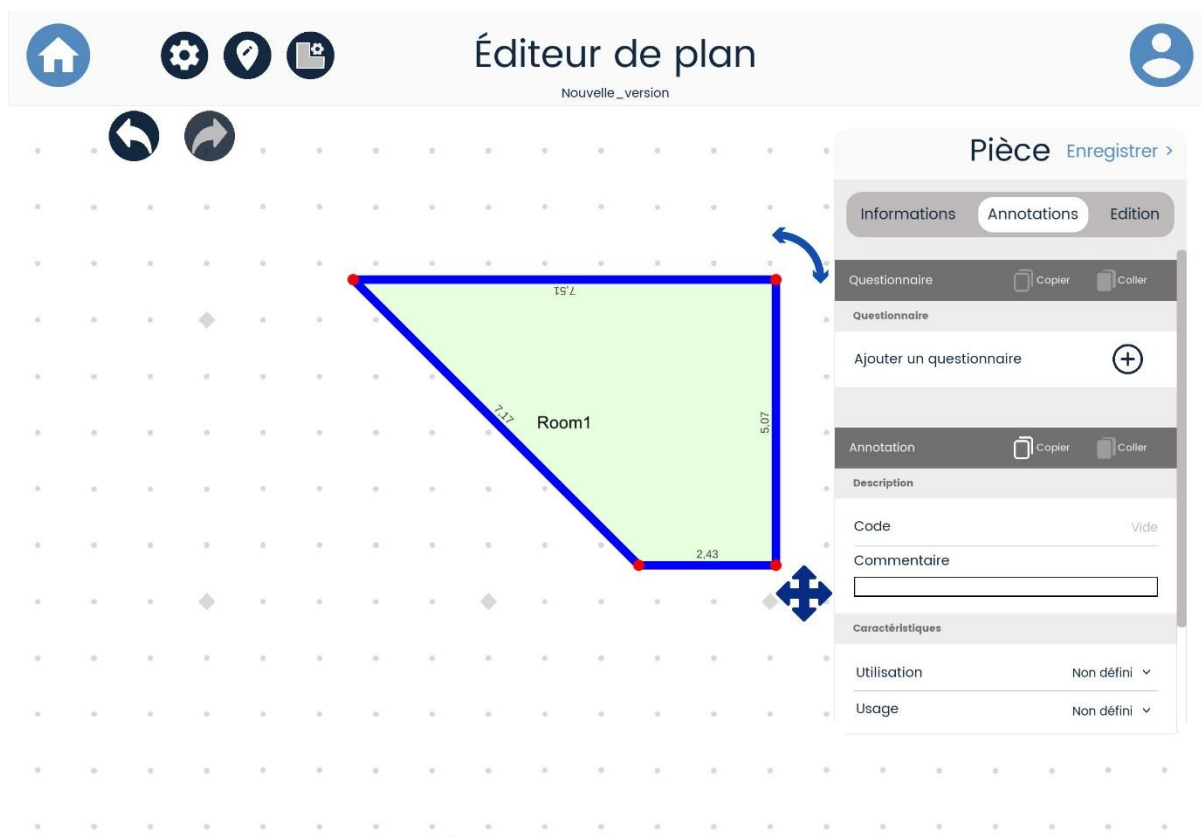 Éditeur de plan
Nouvelle_version
Pièce Enregistrer >
Informations Annotations Edition
Questionnaire Copier Coller
Questionnaire
Ajouter un questionnaire
Annotation Copier Coller
Description
Code Vide
Commentaire
Caractéristiques
Utilisation Non défini
Usage Non défini
7,51
7,17
Room1
5,07
2,43